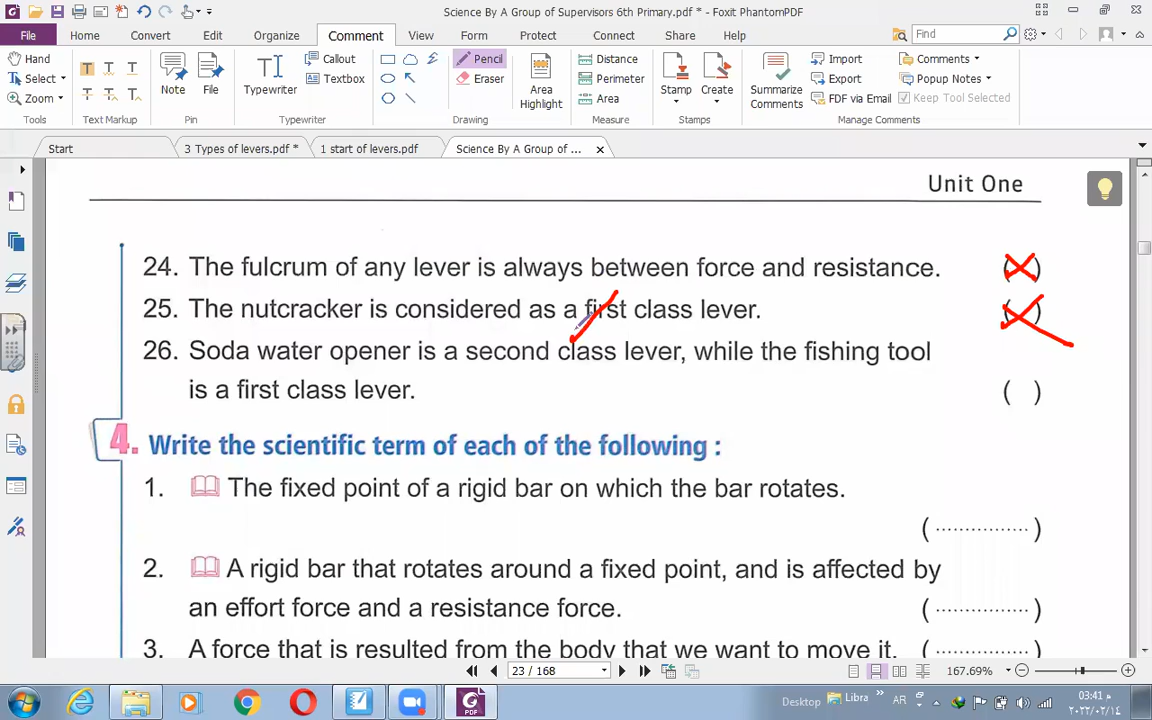 Science By A Group of Supervisors 6th Primary.pdf * - Foxit PhantomPDF
File Home Convert Edit Organize Comment View Form Protect Connect Share Help Find
Hand Callout Pencil Distance Import Comments
Select Textbox Eraser Perimeter Export Popup Notes
Zoom Note File Typewriter Area Highlight Area Stamp Create Summarize Comments FDF via Email Keep Tool Selected
Tools Text Markup Pin Typewriter Drawing Measure Stamps Manage Comments
Start 3 Types of levers.pdf * 1 start of levers.pdf Science By A Group of ...
Unit One
24. The fulcrum of any lever is always between force and resistance. ( )
25. The nutcracker is considered as a first class lever. ( )
26. Soda water opener is a second class lever, while the fishing tool
is a first class lever. ( )
4. Write the scientific term of each of the following :
1. The fixed point of a rigid bar on which the bar rotates.
(...............)
2. A rigid bar that rotates around a fixed point, and is affected by
an effort force and a resistance force. (...............)
3. A force that is resulted from the body that we want to move it. (...............)
23 / 168 167.69%
PDF Desktop Libra AR 03:41 م
٢٠٢٢/٠٢/١٤